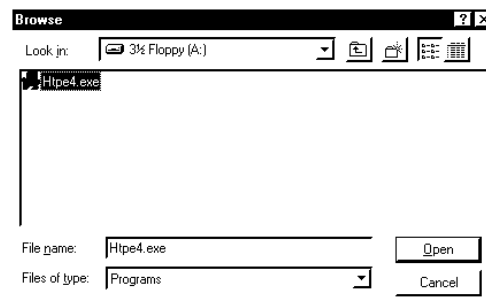 Browse
Look in: 3½ Floppy (A:)
Htpe4.exe
File name: Htpe4.exe Open
Files of type: Programs Cancel